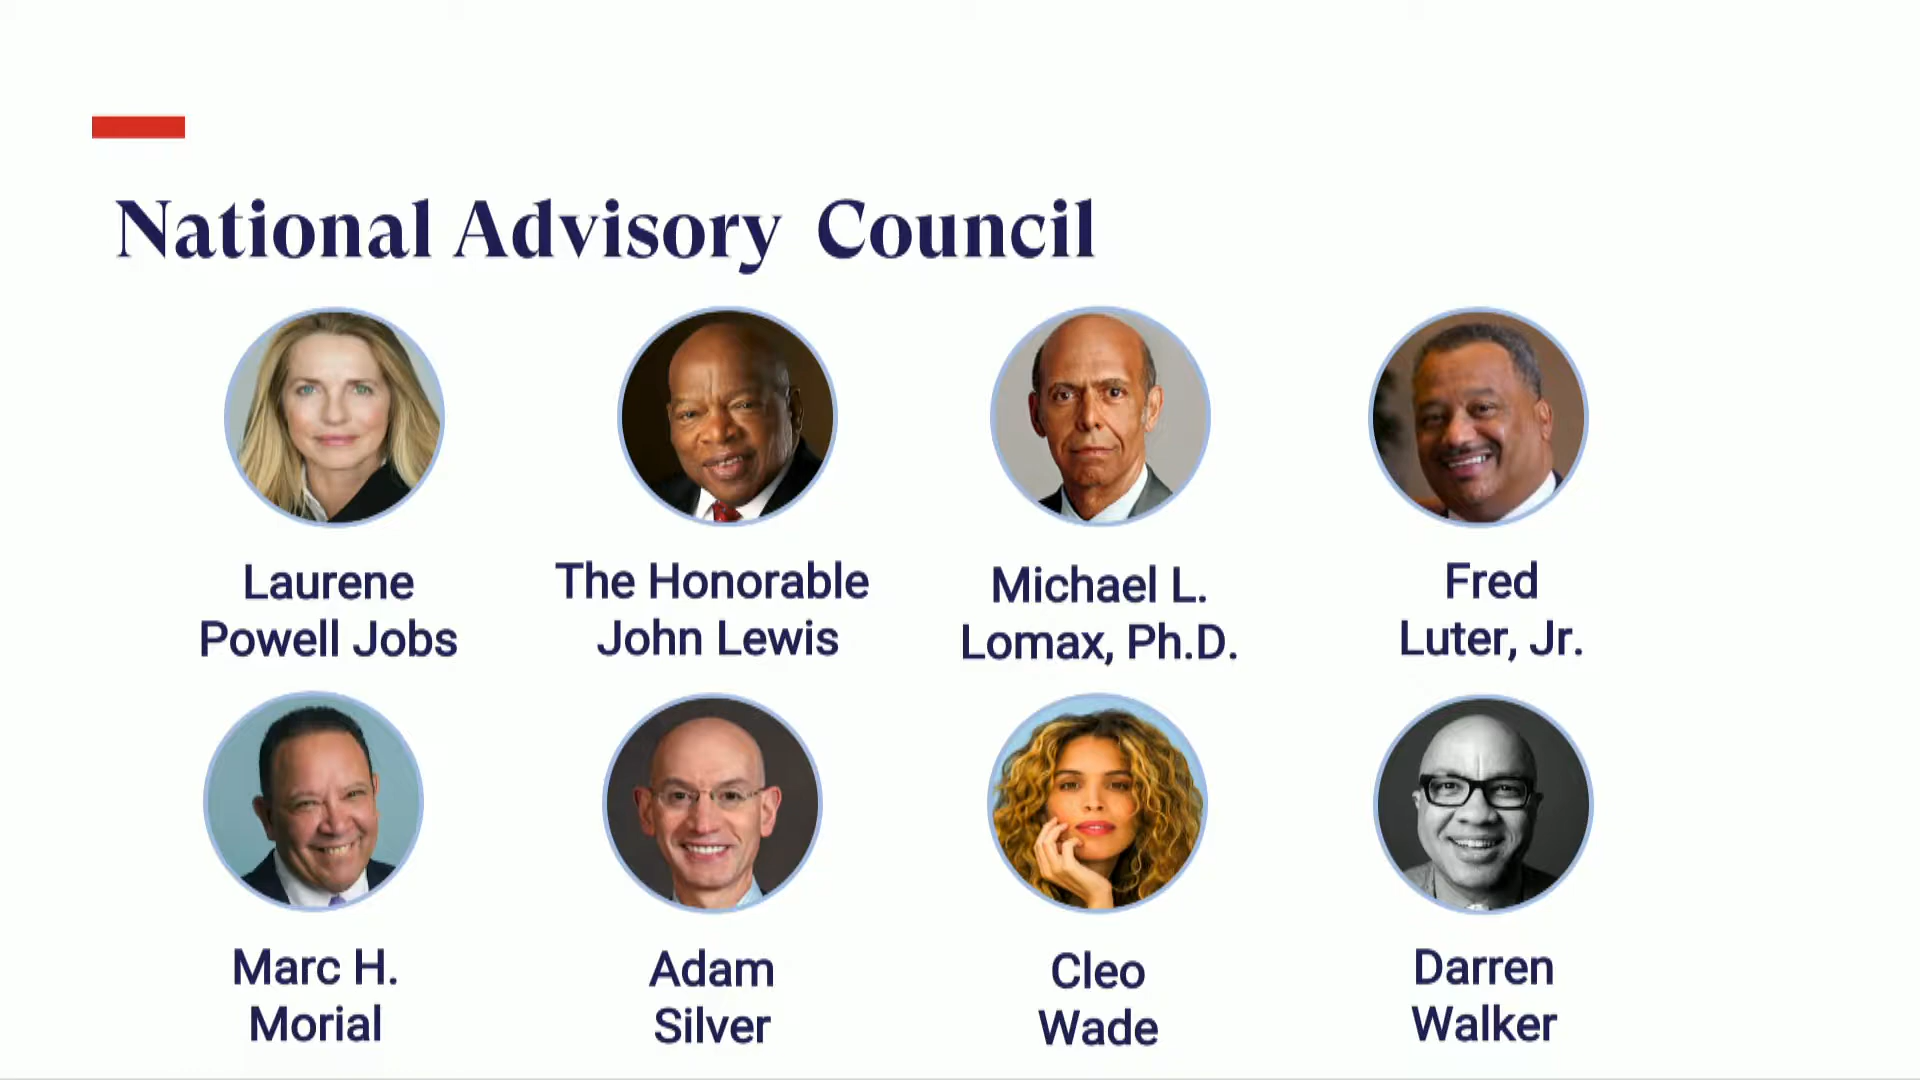 National Advisory Council
Laurene
Powell Jobs
The Honorable
John Lewis
Michael L.
Lomax, Ph.D.
Fred
Luter, Jr.
Marc H.
Morial
Adam
Silver
Cleo
Wade
Darren
Walker